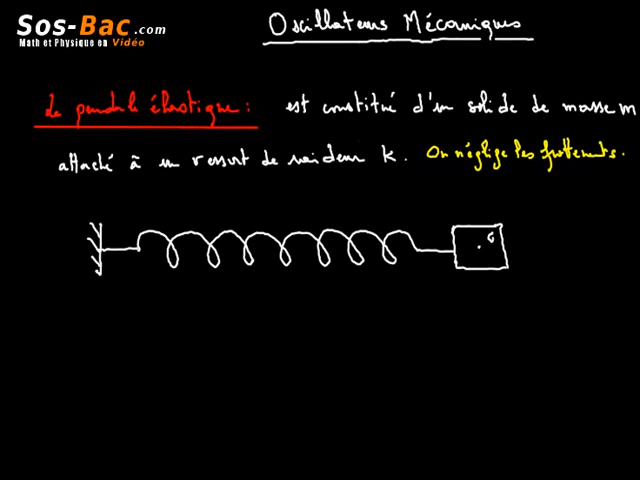 Sos-Bac.com
Math et Physique en Vidéo
Oscillateurs Mécaniques
Le pendule élastique : est constitué d'un solide de masse m
attaché à un ressort de raideur K. On néglige les frottements.
G